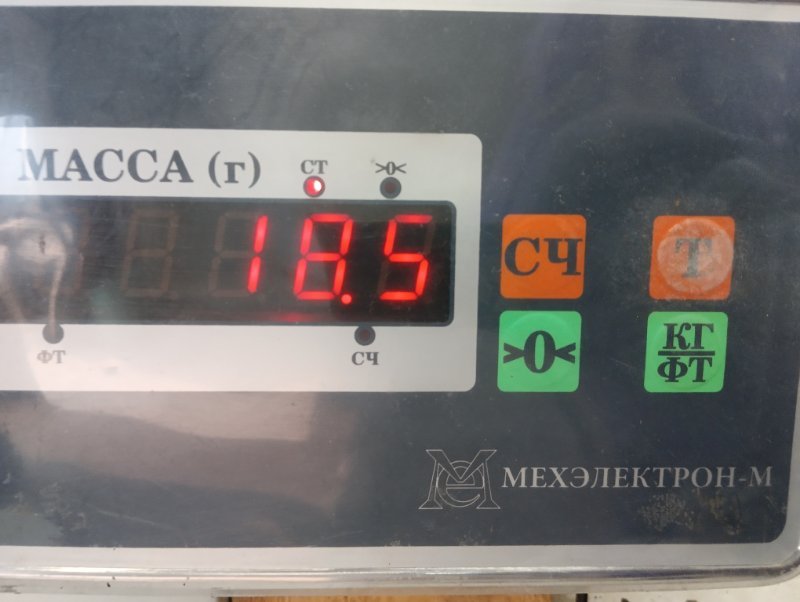 МАССА (г)
СТ >0<
18.5
ФТ СЧ
СЧ Т
>0< КГ/ФТ
МЕХЭЛЕКТРОН-М